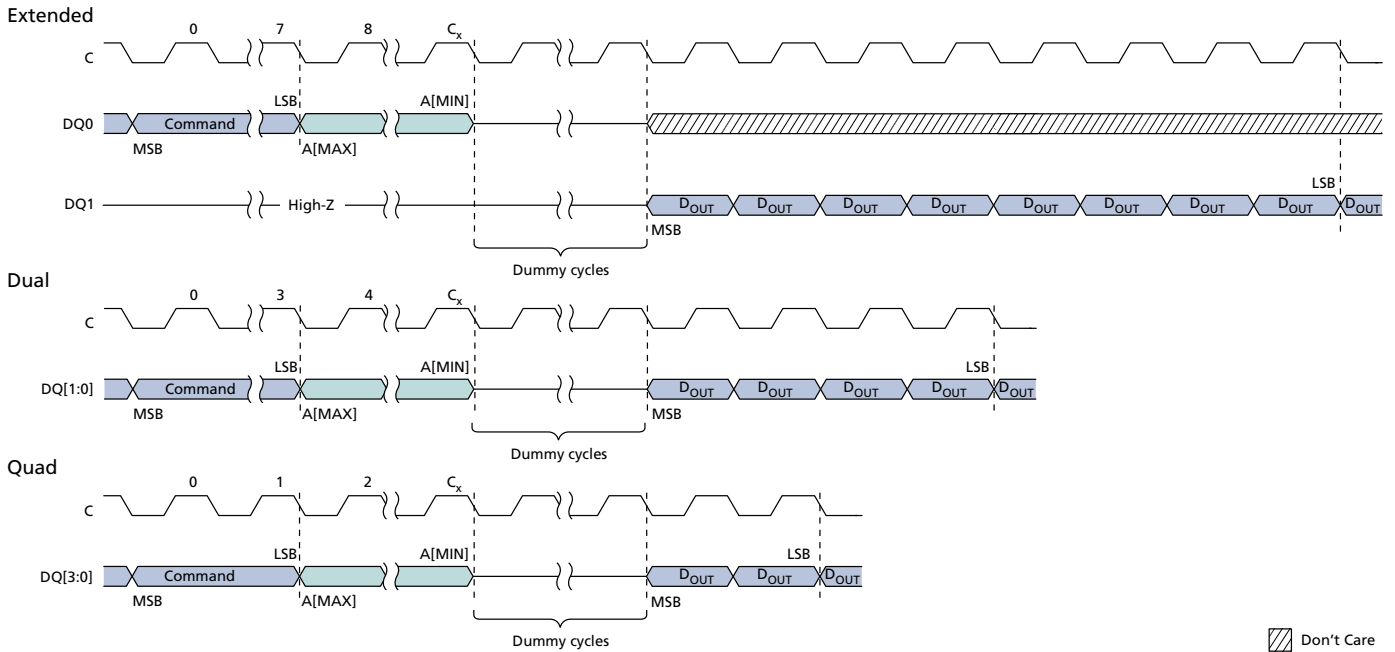 Extended
0 7 8 Cx
C
LSB A[MIN]
DQ0 Command
MSB A[MAX]
LSB
DQ1 High-Z DOUT DOUT DOUT DOUT DOUT DOUT DOUT DOUT DOUT
MSB
Dummy cycles
Dual
0 3 4 Cx
C
LSB A[MIN] LSB
DQ[1:0] Command DOUT DOUT DOUT DOUT DOUT
MSB A[MAX] MSB
Dummy cycles
Quad
0 1 2 Cx
C
LSB A[MIN] LSB
DQ[3:0] Command DOUT DOUT DOUT
MSB A[MAX] MSB
Dummy cycles
Don't Care